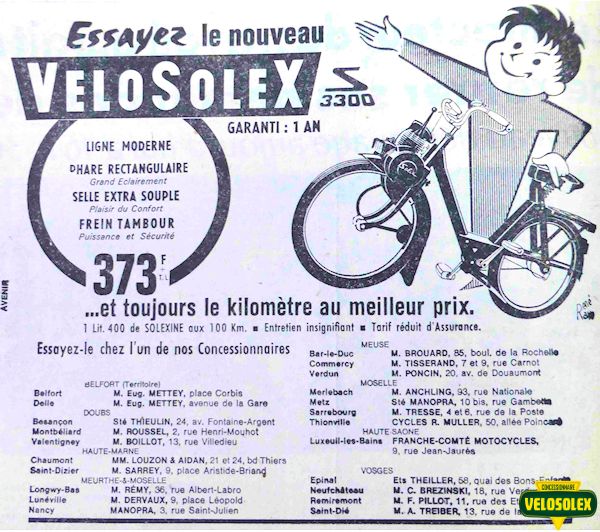 Essayez le nouveau
VELOSOLEX S
3300
GARANTI : 1 AN
LIGNE MODERNE
PHARE RECTANGULAIRE
Grand Eclairement
SELLE EXTRA SOUPLE
Plaisir du Confort
FREIN TAMBOUR
Puissance et Sécurité
373 F
+ T.L.
Solex
René Ram
AVENIR
...et toujours le kilomètre au meilleur prix.
1 Lit. 400 de SOLEXINE aux 100 Km. ■ Entretien insignifiant ■ Tarif réduit d'Assurance.
Essayez-le chez l'un de nos Concessionnaires
BELFORT (Territoire)
Belfort M. Eug. METTEY, place Corbis
Delle M. Eug. METTEY, avenue de la Gare
DOUBS
Besançon Sté THIEULIN, 24, av. Fontaine-Argent
Montbéliard M. ROUSSEL, 2, rue Henri-Mouhot
Valentigney M. BOILLOT, 13, rue Villedieu
HAUTE-MARNE
Chaumont MM. LOUZON & AIDAN, 21 et 24, bd Thiers
Saint-Dizier M. SARREY, 9, place Aristide-Briand
MEURTHE-&-MOSELLE
Longwy-Bas M. RÉMY, 36, rue Albert-Labro
Lunéville M. DERVAUX, 9, place Léopold
Nancy MANOPRA, 3, rue Saint-Julien
MEUSE
Bar-le-Duc M. BROUARD, 85, boul. de la Rochelle
Commercy M. TISSERAND, 7 et 9, rue Carnot
Verdun M. PONCIN, 20, av. de Douaumont
MOSELLE
Merlebach M. ANCHLING, 93, rue Nationale
Metz Sté MANOPRA, 10 bis, rue Gambetta
Sarrebourg M. TRESSE, 4 et 6, rue de la Poste
Thionville CYCLES R. MULLER, 50, allée Poincaré
HAUTE SAONE
Luxeuil-les-Bains FRANCHE-COMTÉ MOTOCYCLES,
9, rue Jean-Jaurès
VOSGES
Epinal Ets THEILLER, 58, quai des Bons-Enfants
Neufchâteau M. C. BREZINSKI, 18, rue
Remiremont M. F. PILLOT, 11, rue des
Saint-Dié M. A. TREIBER, 13, rue de la
CONCESSIONNAIRE
VELOSOLEX